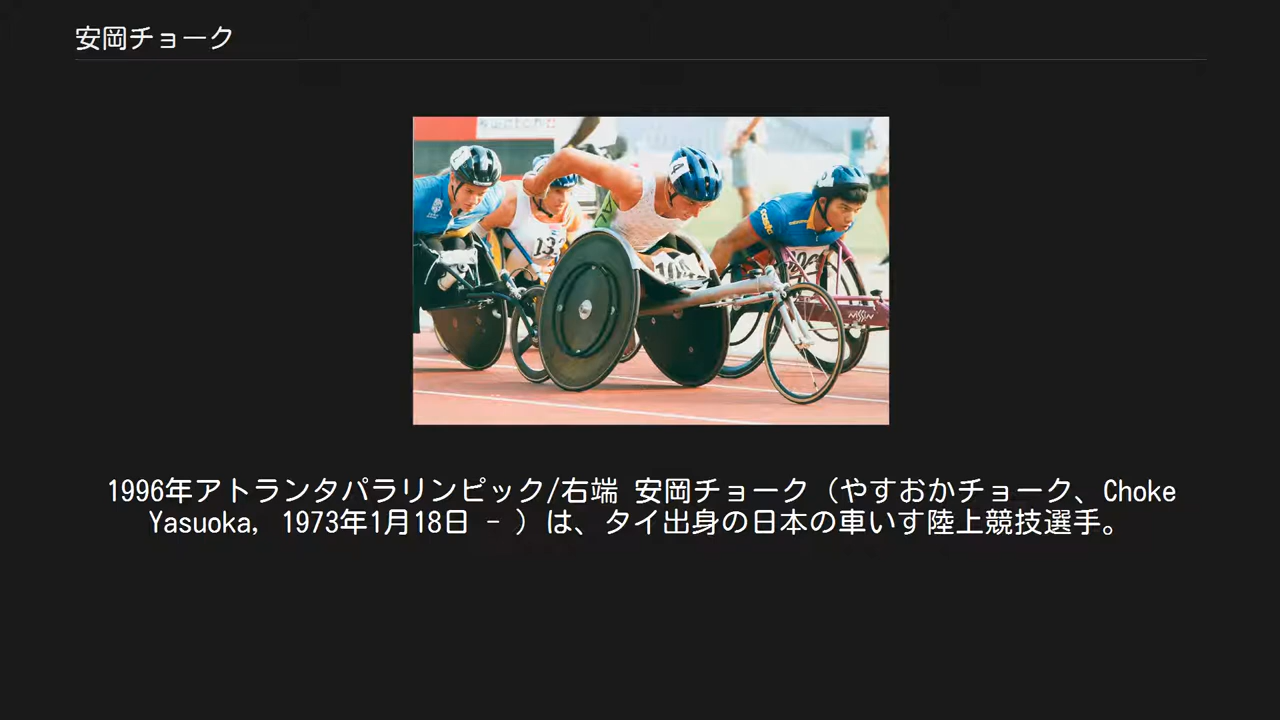 安岡チョーク
133
NISSIN
1996年アトランタパラリンピック/右端 安岡チョーク（やすおかチョーク、Choke
Yasuoka, 1973年1月18日 - ）は、タイ出身の日本の車いす陸上競技選手。